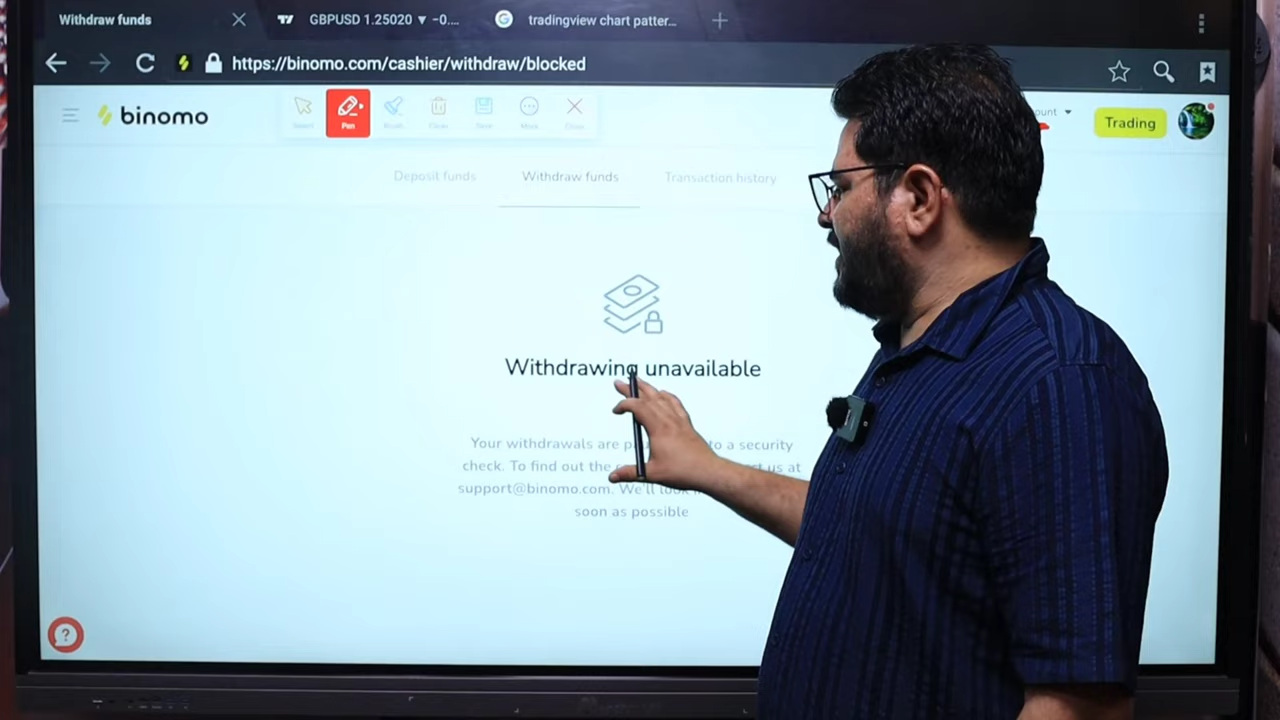 Withdraw funds
GBPUSD 1.25020 ▼ −0....
tradingview chart patter...
https://binomo.com/cashier/withdraw/blocked
binomo
Pen
Trading
Deposit funds
Withdraw funds
Transaction history
Withdrawing unavailable
Your withdrawals are to a security
check. To find out the us at
support@binomo.com. We'll
soon as possible